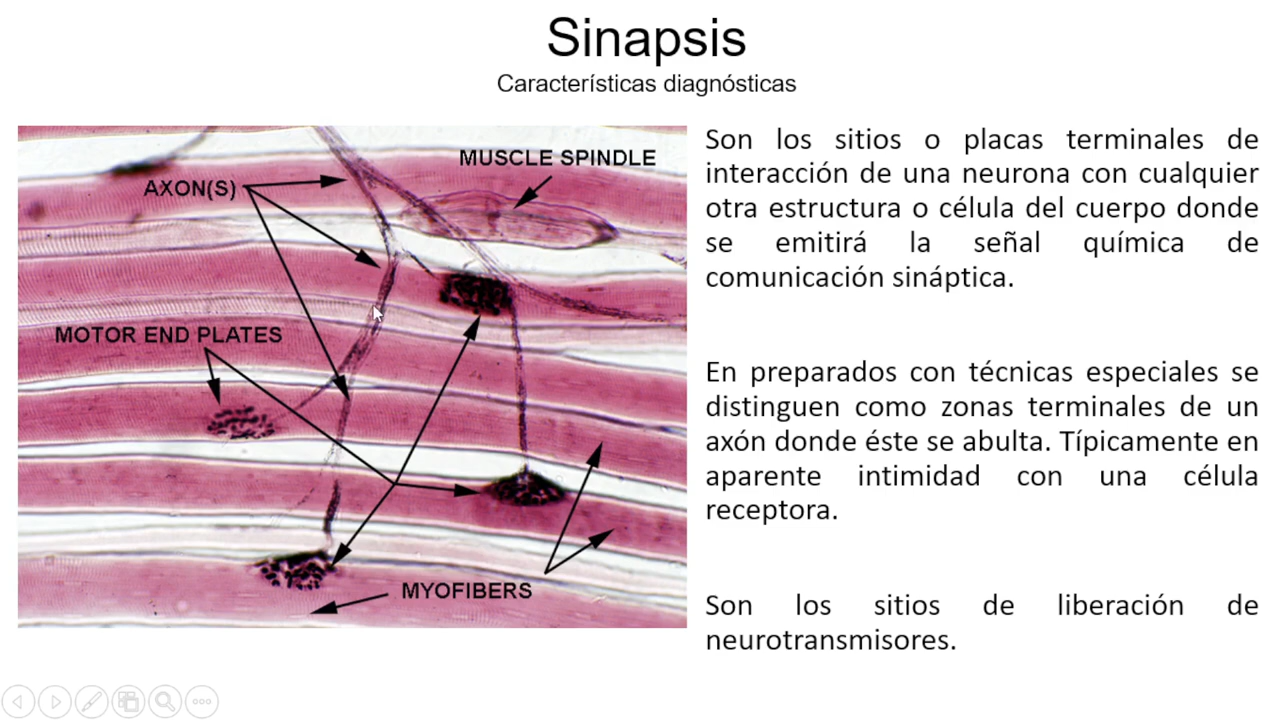 Sinapsis
Características diagnósticas
MUSCLE SPINDLE
AXON(S)
MOTOR END PLATES
MYOFIBERS
Son los sitios o placas terminales de
interacción de una neurona con cualquier
otra estructura o célula del cuerpo donde
se emitirá la señal química de
comunicación sináptica.
En preparados con técnicas especiales se
distinguen como zonas terminales de un
axón donde éste se abulta. Típicamente en
aparente intimidad con una célula
receptora.
Son los sitios de liberación de
neurotransmisores.